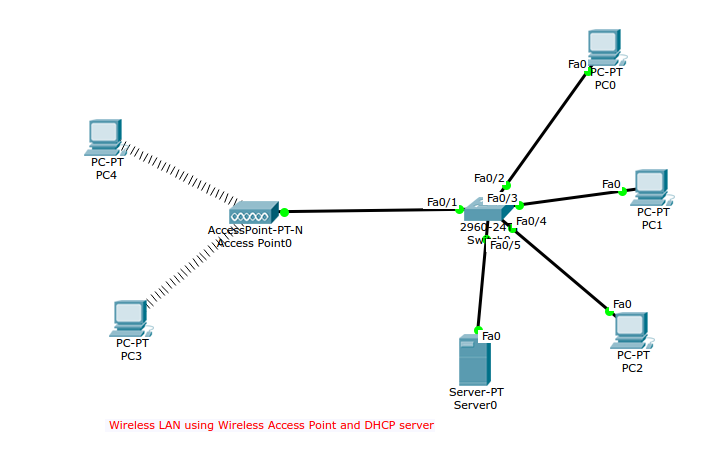 Fa0
PC-PT
PC0
Fa0/2
Fa0
Fa0/3
PC-PT
PC1
PC-PT
PC4
Fa0/1
AccessPoint-PT-N
Access Point0
Fa0/4
Fa0/5
Fa0
PC-PT
PC2
PC-PT
PC3
Fa0
Server-PT
Server0
Wireless LAN using Wireless Access Point and DHCP server